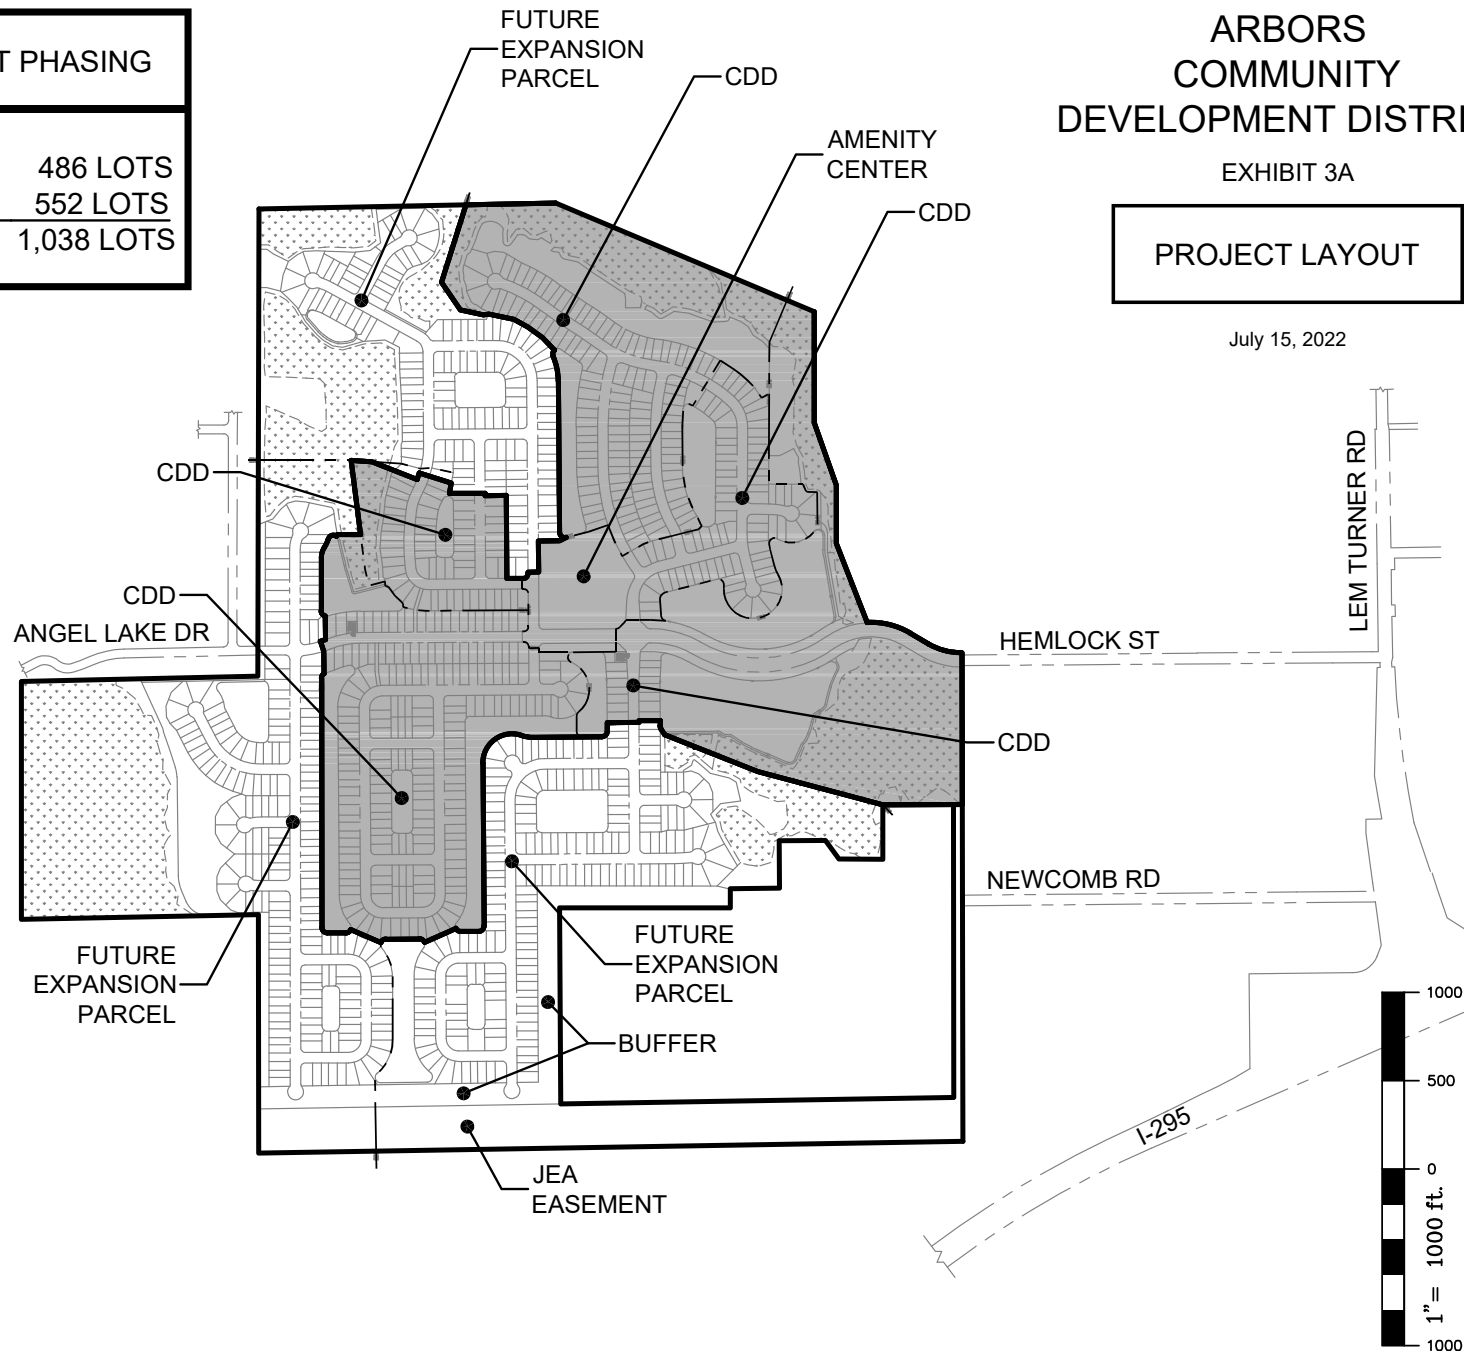 T PHASING
486 LOTS
552 LOTS
1,038 LOTS
ARBORS
COMMUNITY
DEVELOPMENT DISTRI
EXHIBIT 3A
PROJECT LAYOUT
July 15, 2022
FUTURE
EXPANSION
PARCEL
CDD
AMENITY
CENTER
CDD
CDD
CDD
ANGEL LAKE DR
HEMLOCK ST
LEM TURNER RD
CDD
NEWCOMB RD
FUTURE
EXPANSION
PARCEL
FUTURE
EXPANSION
PARCEL
BUFFER
JEA
EASEMENT
I-295
1000
500
0
1000
1"= 1000 ft.